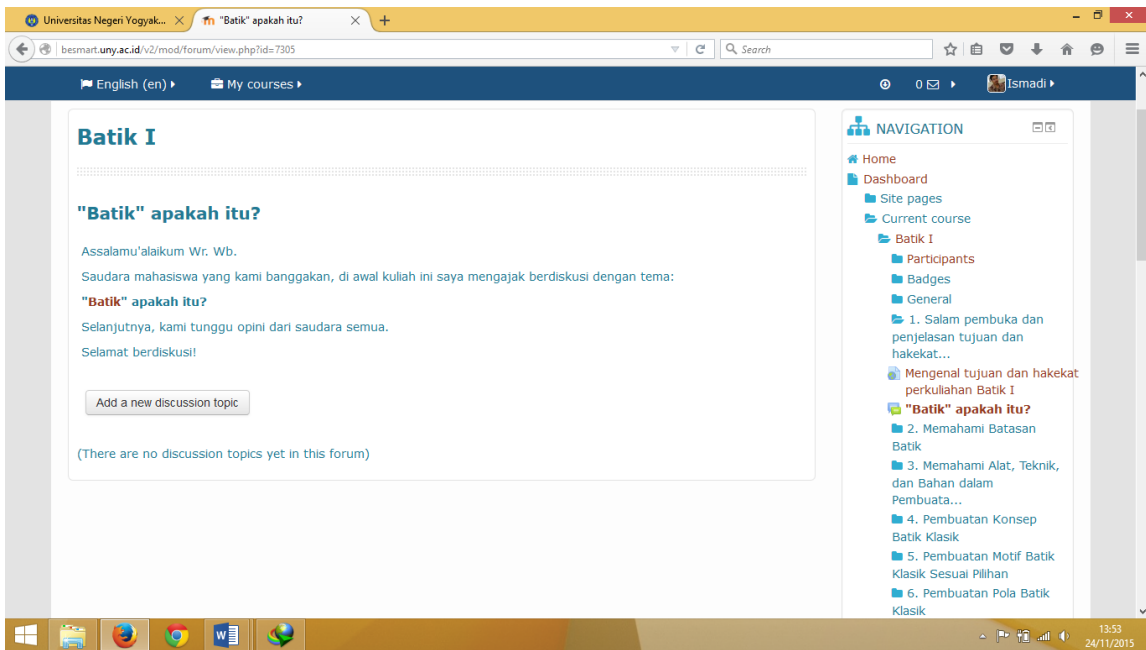 Universitas Negeri Yogyak...
"Batik" apakah itu?
besmart.uny.ac.id/v2/mod/forum/view.php?id=7305
Search
English (en)
My courses
0
Ismadi
Batik I
"Batik" apakah itu?
Assalamu'alaikum Wr. Wb.
Saudara mahasiswa yang kami banggakan, di awal kuliah ini saya mengajak berdiskusi dengan tema:
"Batik" apakah itu?
Selanjutnya, kami tunggu opini dari saudara semua.
Selamat berdiskusi!
Add a new discussion topic
(There are no discussion topics yet in this forum)
NAVIGATION
Home
Dashboard
Site pages
Current course
Batik I
Participants
Badges
General
1. Salam pembuka dan
penjelasan tujuan dan
hakekat...
Mengenal tujuan dan hakekat
perkuliahan Batik I
"Batik" apakah itu?
2. Memahami Batasan
Batik
3. Memahami Alat, Teknik,
dan Bahan dalam
Pembuata...
4. Pembuatan Konsep
Batik Klasik
5. Pembuatan Motif Batik
Klasik Sesuai Pilihan
6. Pembuatan Pola Batik
Klasik
13:53
24/11/2015